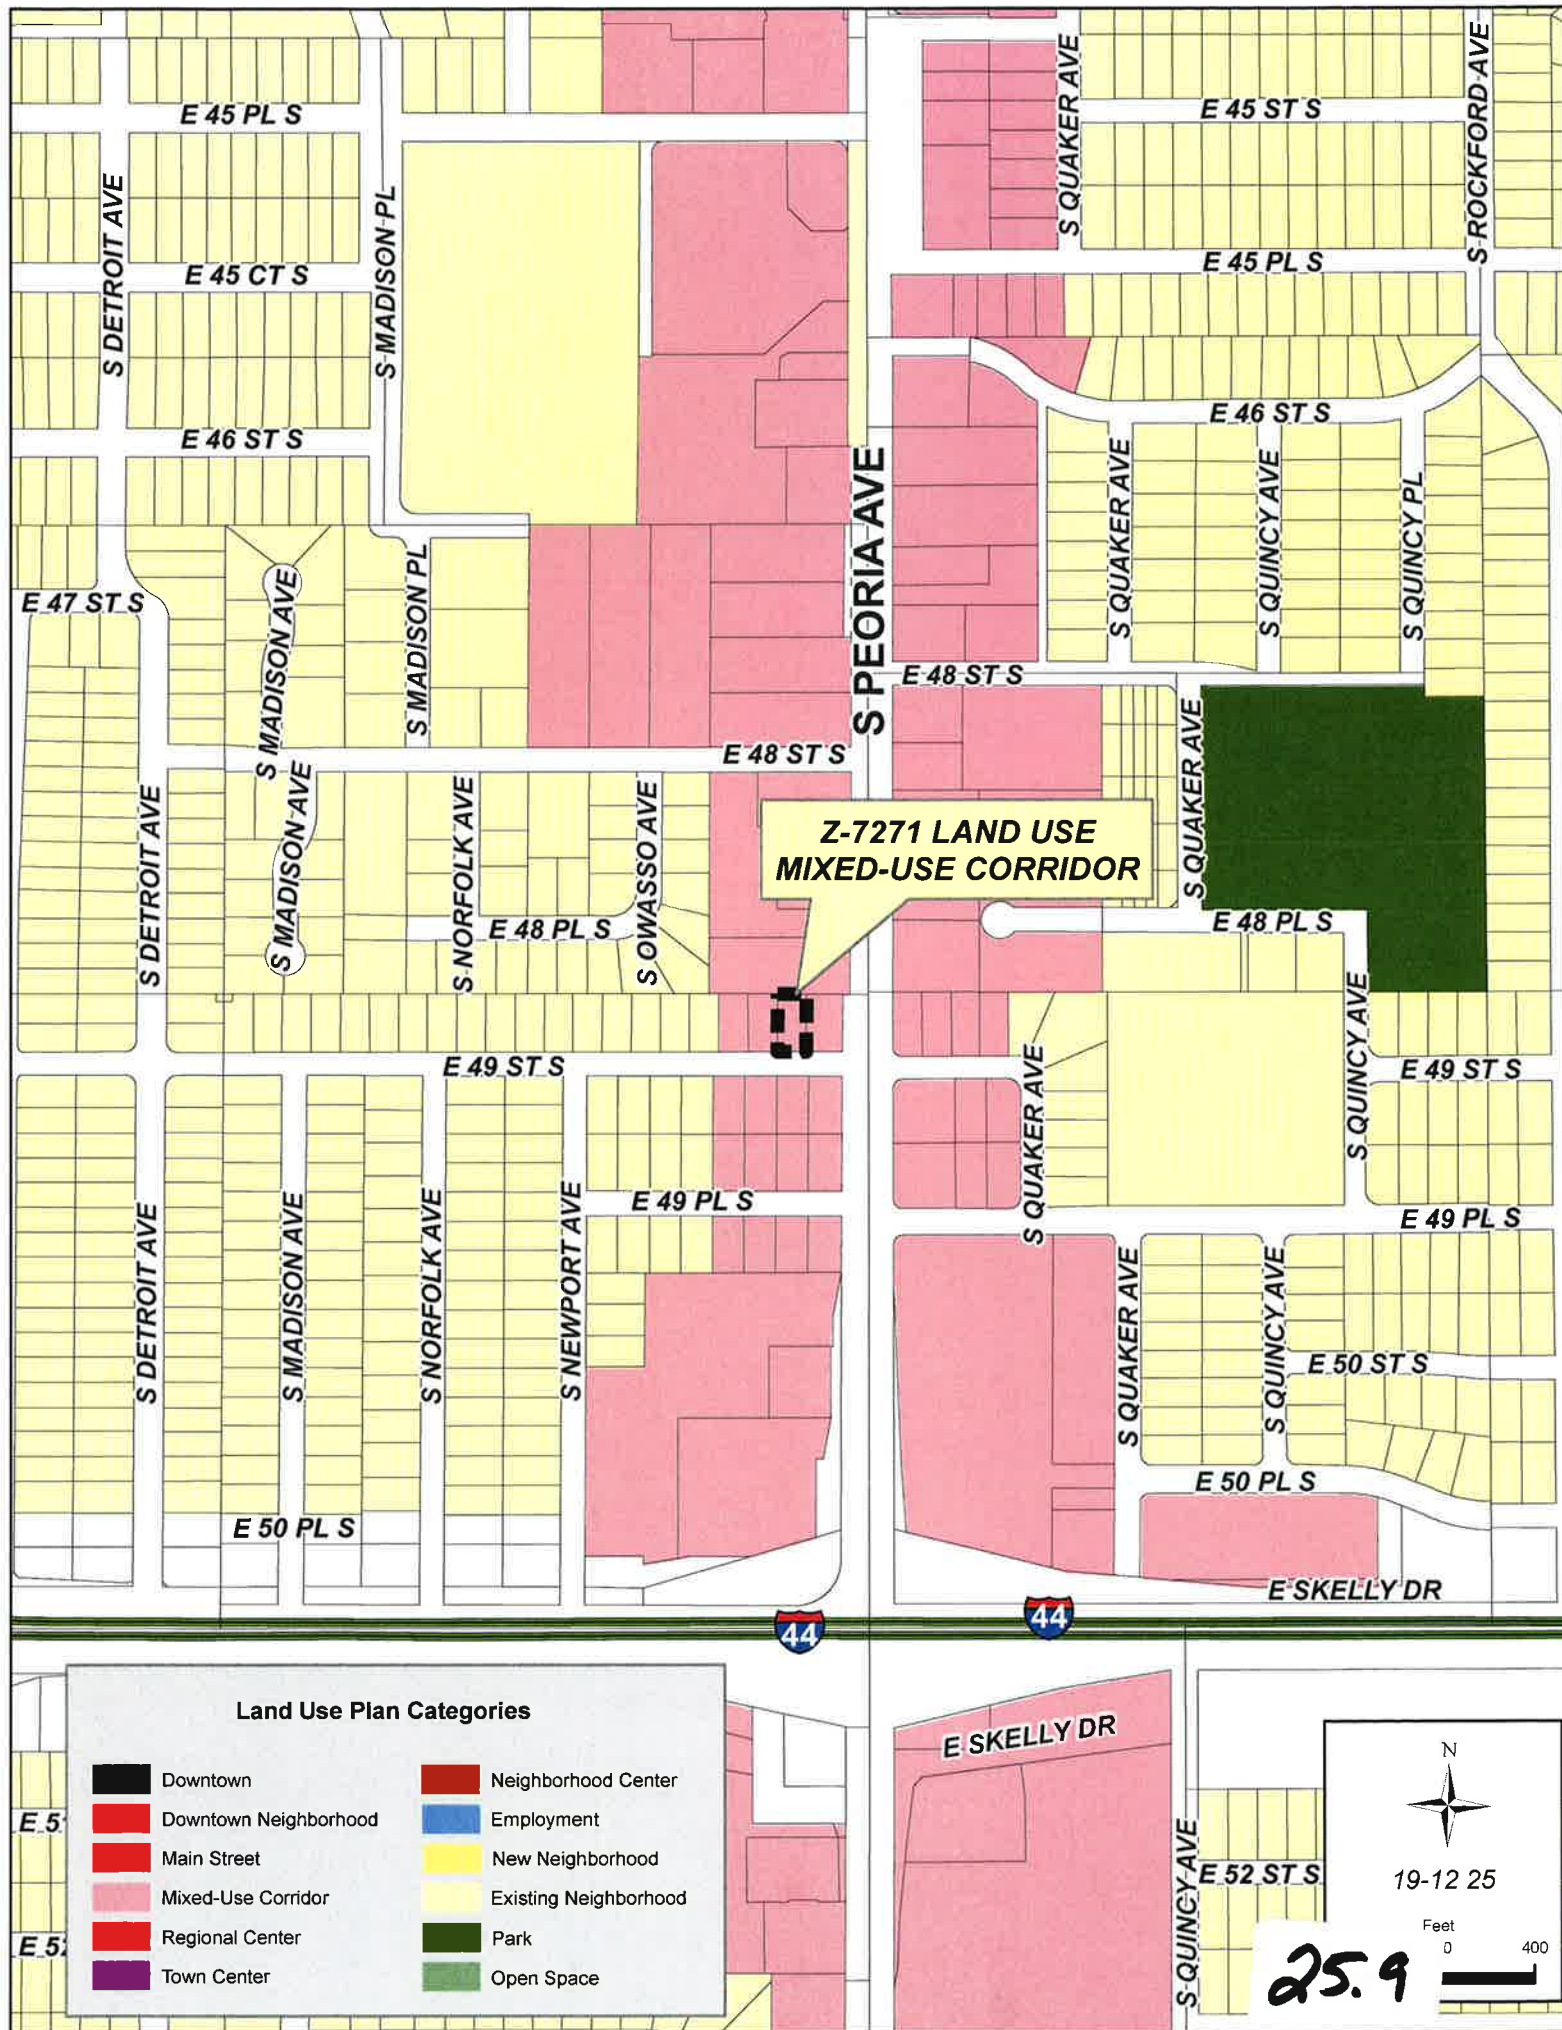 E 45 PL S
E 45 ST S
S QUAKER AVE
S ROCKFORD AVE
S DETROIT AVE
S MADISON PL
E 45 CT S
E 45 PL S
E 46 ST S
E 46 ST S
S PEORIA AVE
S QUAKER AVE
S QUINCY AVE
S QUINCY PL
E 47 ST S
S MADISON AVE
S MADISON PL
E 48 ST S
E 48 ST S
S DETROIT AVE
S MADISON AVE
S NORFOLK AVE
S OWASSO AVE
S QUAKER AVE
Z-7271 LAND USE
MIXED-USE CORRIDOR
E 48 PL S
E 48 PL S
E 49 ST S
S QUAKER AVE
S QUINCY AVE
E 49 ST S
E 49 PL S
E 49 PL S
S DETROIT AVE
S MADISON AVE
S NORFOLK AVE
S NEWPORT AVE
S QUAKER AVE
S QUINCY AVE
E 50 ST S
E 50 PL S
E 50 PL S
E SKELLY DR
44
44
E SKELLY DR
Land Use Plan Categories
Downtown
Downtown Neighborhood
Main Street
Mixed-Use Corridor
Regional Center
Town Center
Neighborhood Center
Employment
New Neighborhood
Existing Neighborhood
Park
Open Space
E 51
E 52
S QUINCY AVE
E 52 ST S
N
19-12 25
Feet
0 400
25.9